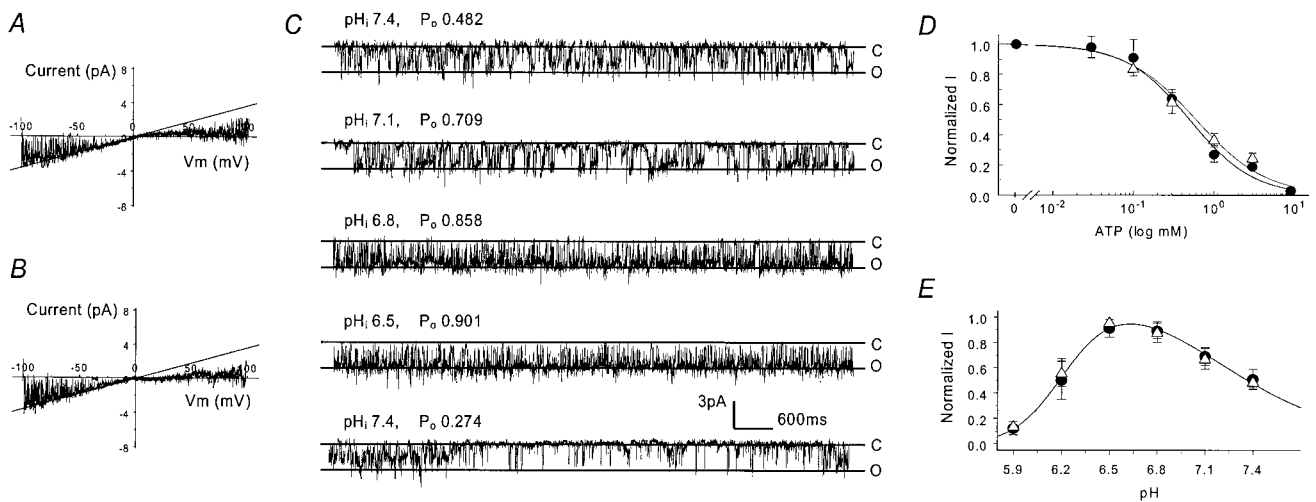 A
Current (pA)
8
4
-100
-50
0
50
100
Vm (mV)
-4
-8
B
Current (pA)
8
4
-100
-50
0
50
100
Vm (mV)
-4
-8
C
pHi 7.4, Po 0.482
C
O
pHi 7.1, Po 0.709
C
O
pHi 6.8, Po 0.858
C
O
pHi 6.5, Po 0.901
C
O
3pA
600ms
pHi 7.4, Po 0.274
C
O
D
Normalized I
1.0
0.8
0.6
0.4
0.2
0.0
0
10-2
10-1
100
101
ATP (log mM)
E
Normalized I
1.0
0.8
0.6
0.4
0.2
0.0
5.9
6.2
6.5
6.8
7.1
7.4
pH